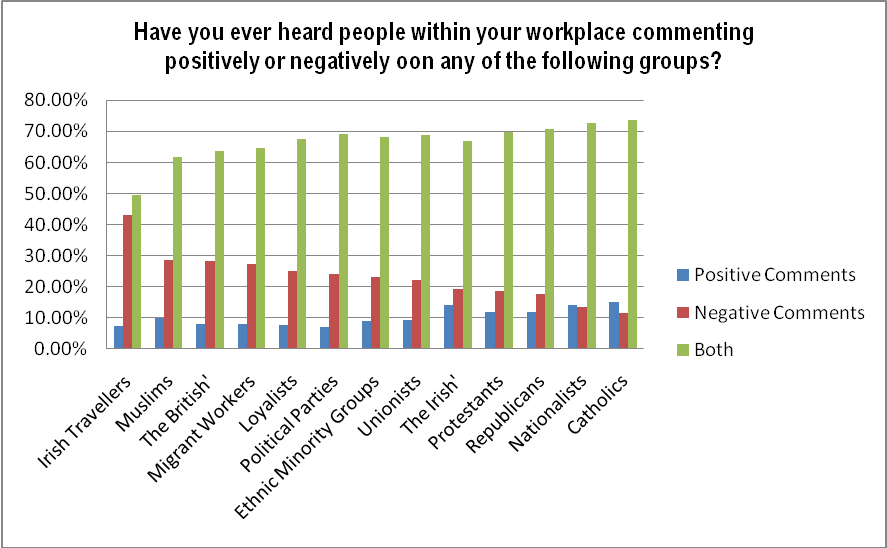 Have you ever heard people within your workplace commenting
positively or negatively oon any of the following groups?
80.00%
70.00%
60.00%
50.00%
40.00%
30.00%
20.00%
10.00%
0.00%
Irish Travellers
Muslims
The British'
Migrant Workers
Loyalists
Political Parties
Ethnic Minority Groups
Unionists
The Irish'
Protestants
Republicans
Nationalists
Catholics
Positive Comments
Negative Comments
Both